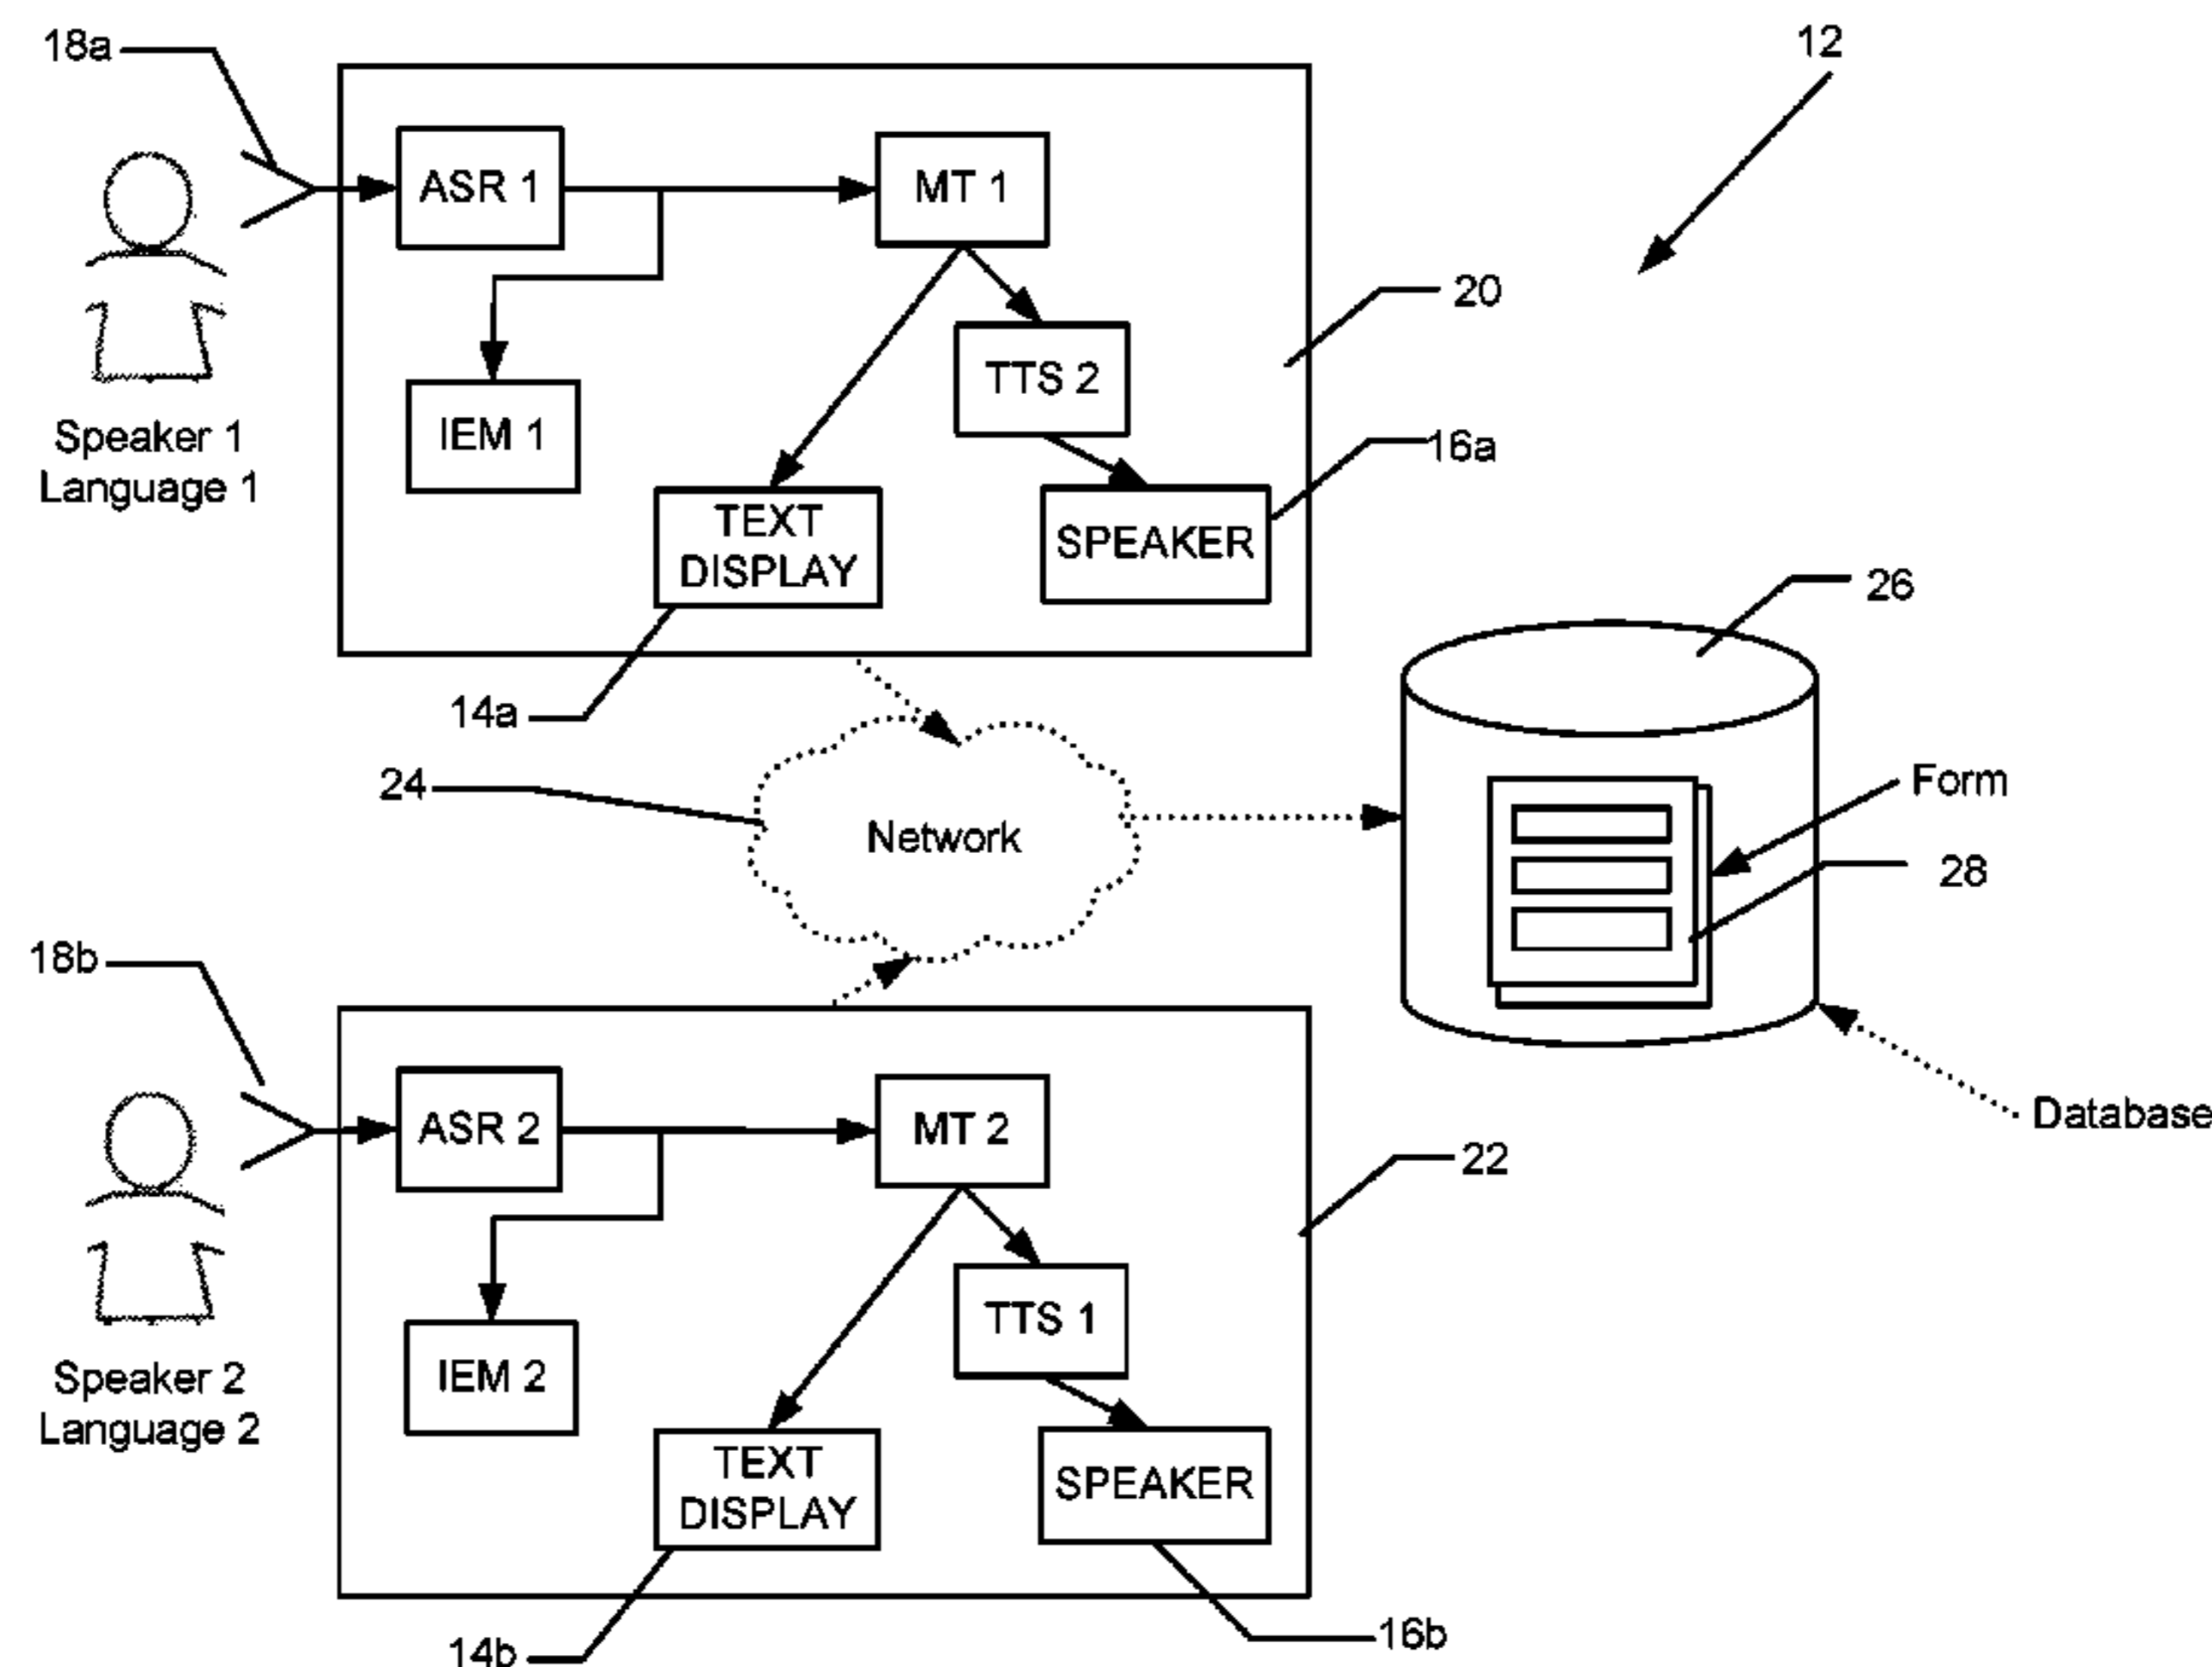 18a
12
ASR 1
MT 1
20
TTS 2
IEM 1
Speaker 1
Language 1
16a
TEXT
DISPLAY
SPEAKER
14a
26
24
Network
Form
28
18b
ASR 2
MT 2
Database
22
TTS 1
IEM 2
Speaker 2
Language 2
TEXT
DISPLAY
SPEAKER
14b
16b